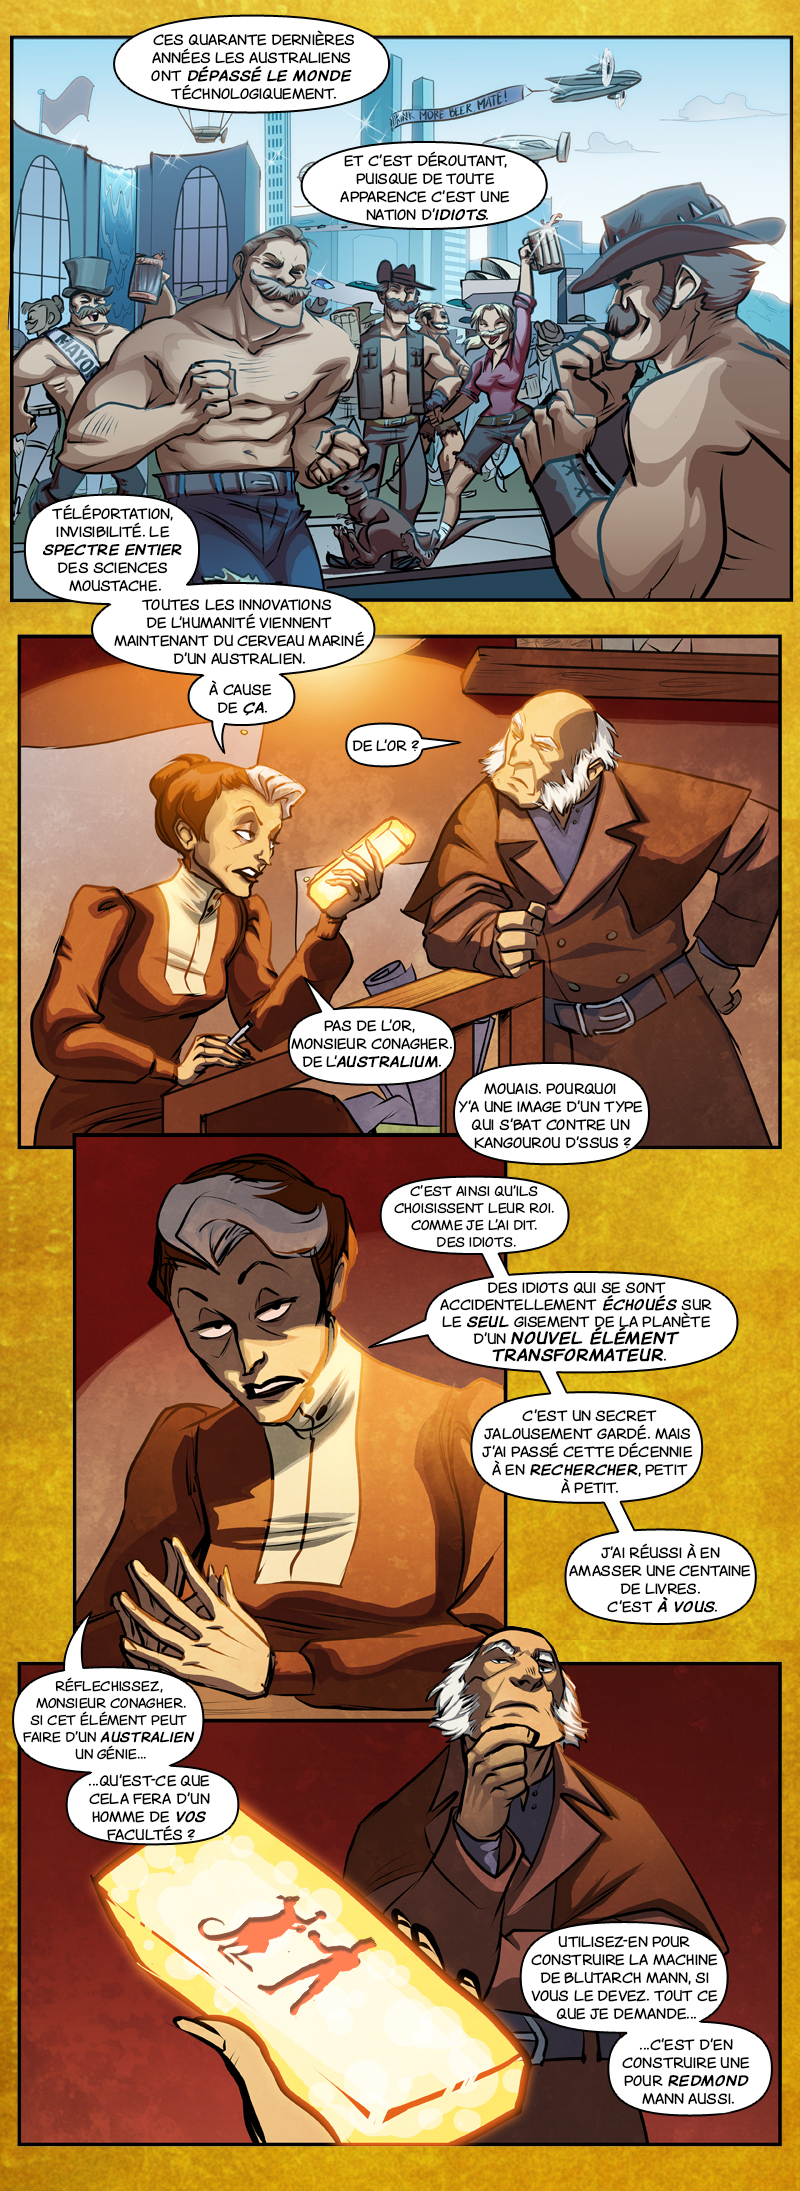 CES QUARANTE DERNIÈRES
ANNÉES LES AUSTRALIENS
ONT DÉPASSÉ LE MONDE
TÉCHNOLOGIQUEMENT.
ET C'EST DÉROUTANT,
PUISQUE DE TOUTE
APPARENCE C'EST UNE
NATION D'IDIOTS.
DRINK MORE BEER MATE!
MAYOR
TÉLÉPORTATION,
INVISIBILITÉ. LE
SPECTRE ENTIER
DES SCIENCES
MOUSTACHE.
TOUTES LES INNOVATIONS
DE L'HUMANITÉ VIENNENT
MAINTENANT DU CERVEAU MARINÉ
D'UN AUSTRALIEN.
À CAUSE
DE ÇA.
DE L'OR ?
PAS DE L'OR,
MONSIEUR CONAGHER.
DE L'AUSTRALIUM.
MOUAIS. POURQUOI
Y'A UNE IMAGE D'UN TYPE
QUI S'BAT CONTRE UN
KANGOUROU D'SSUS ?
C'EST AINSI QU'ILS
CHOISISSENT LEUR ROI.
COMME JE L'AI DIT.
DES IDIOTS.
DES IDIOTS QUI SE SONT
ACCIDENTELLEMENT ÉCHOUÉS SUR
LE SEUL GISEMENT DE LA PLANÈTE
D'UN NOUVEL ÉLÉMENT
TRANSFORMATEUR.
C'EST UN SECRET
JALOUSEMENT GARDÉ. MAIS
J'AI PASSÉ CETTE DÉCENNIE
À EN RECHERCHER, PETIT
À PETIT.
J'AI RÉUSSI À EN
AMASSER UNE CENTAINE
DE LIVRES.
C'EST À VOUS.
RÉFLECHISSEZ,
MONSIEUR CONAGHER.
SI CET ÉLÉMENT PEUT
FAIRE D'UN AUSTRALIEN
UN GÉNIE...
...QU'EST-CE QUE
CELA FERA D'UN
HOMME DE VOS
FACULTÉS ?
UTILISEZ-EN POUR
CONSTRUIRE LA MACHINE
DE BLUTARCH MANN, SI
VOUS LE DEVEZ. TOUT CE
QUE JE DEMANDE...
...C'EST D'EN
CONSTRUIRE UNE
POUR REDMOND
MANN AUSSI.